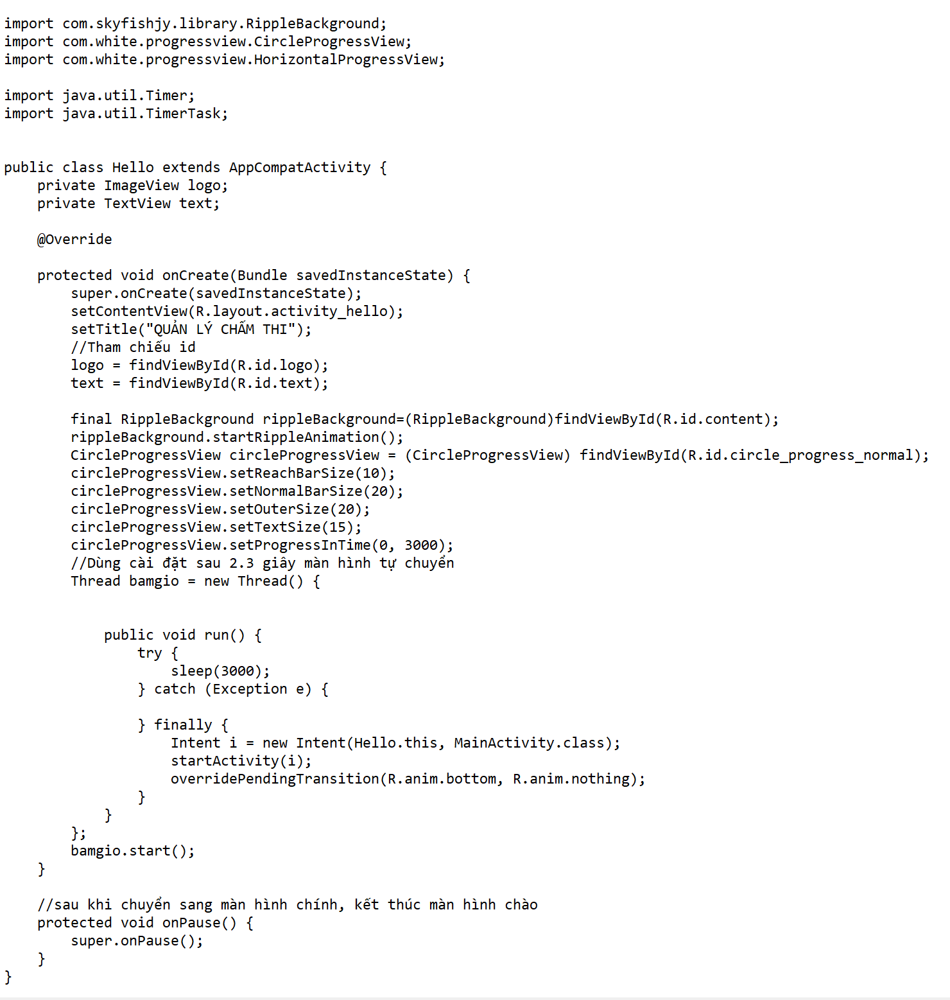 import com.skyfishjy.library.RippleBackground;
import com.white.progressview.CircleProgressView;
import com.white.progressview.HorizontalProgressView;

import java.util.Timer;
import java.util.TimerTask;


public class Hello extends AppCompatActivity {
    private ImageView logo;
    private TextView text;

    @Override

    protected void onCreate(Bundle savedInstanceState) {
        super.onCreate(savedInstanceState);
        setContentView(R.layout.activity_hello);
        setTitle("QUẢN LÝ CHẤM THI");
        //Tham chiếu id
        logo = findViewById(R.id.logo);
        text = findViewById(R.id.text);

        final RippleBackground rippleBackground=(RippleBackground)findViewById(R.id.content);
        rippleBackground.startRippleAnimation();
        CircleProgressView circleProgressView = (CircleProgressView) findViewById(R.id.circle_progress_normal);
        circleProgressView.setReachBarSize(10);
        circleProgressView.setNormalBarSize(20);
        circleProgressView.setOuterSize(20);
        circleProgressView.setTextSize(15);
        circleProgressView.setProgressInTime(0, 3000);
        //Dùng cài đặt sau 2.3 giây màn hình tự chuyển
        Thread bamgio = new Thread() {


            public void run() {
                try {
                    sleep(3000);
                } catch (Exception e) {

                } finally {
                    Intent i = new Intent(Hello.this, MainActivity.class);
                    startActivity(i);
                    overridePendingTransition(R.anim.bottom, R.anim.nothing);
                }
            }
        };
        bamgio.start();
    }

    //sau khi chuyển sang màn hình chính, kết thúc màn hình chào
    protected void onPause() {
        super.onPause();
    }
}